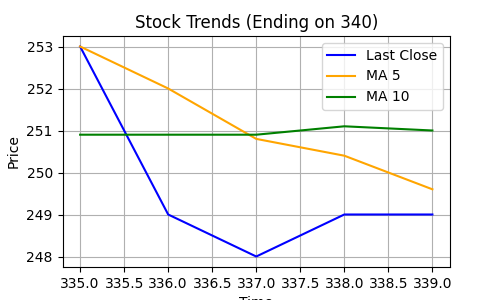 Stock Trends (Ending on 340)
253
252
251
250
249
248
Price
Last Close
MA 5
MA 10
335.0 335.5 336.0 336.5 337.0 337.5 338.0 338.5 339.0
Time